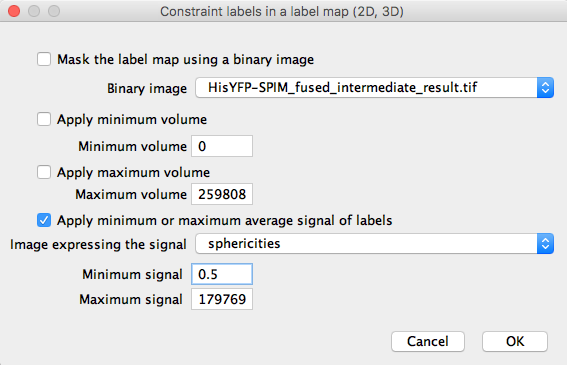 Constraint labels in a label map (2D, 3D)
Mask the label map using a binary image
Binary image HisYFP-SPIM_fused_intermediate_result.tif
Apply minimum volume
Minimum volume 0
Apply maximum volume
Maximum volume 259808
Apply minimum or maximum average signal of labels
Image expressing the signal sphericities
Minimum signal 0.5
Maximum signal 179769
Cancel OK